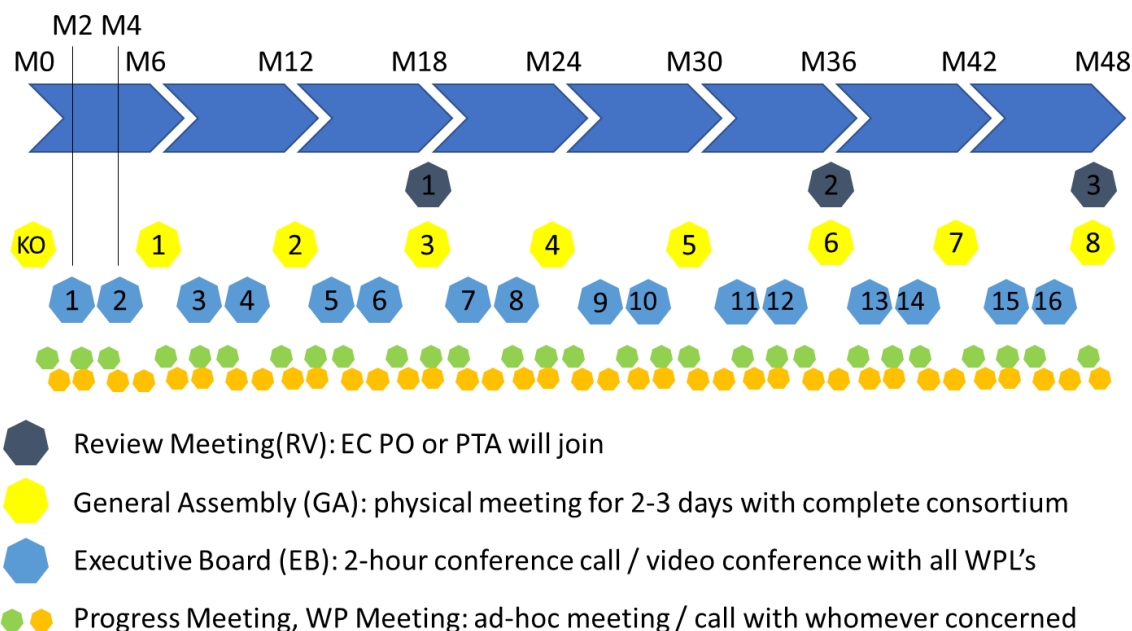 M2 M4
M0 M6 M12 M18 M24 M30 M36 M42 M48
1 2 3
KO 1 2 3 4 5 6 7 8
1 2 3 4 5 6 7 8 9 10 11 12 13 14 15 16
Review Meeting(RV): EC PO or PTA will join
General Assembly (GA): physical meeting for 2-3 days with complete consortium
Executive Board (EB): 2-hour conference call / video conference with all WPL’s
Progress Meeting, WP Meeting: ad-hoc meeting / call with whomever concerned